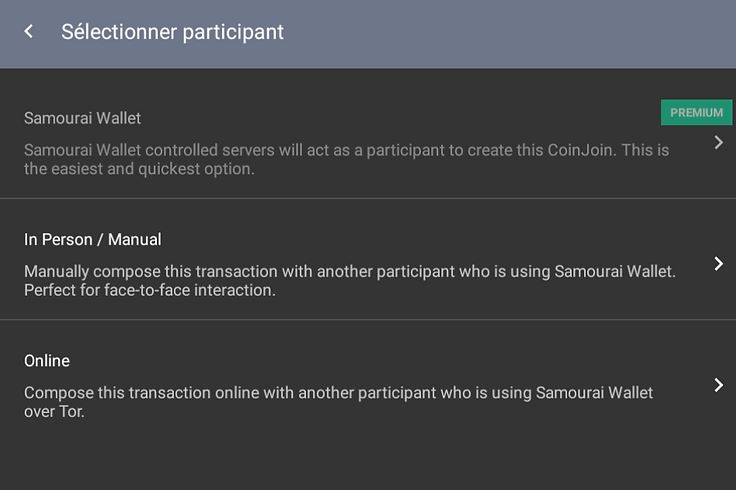 Sélectionner participant
Samourai Wallet
PREMIUM
Samourai Wallet controlled servers will act as a participant to create this CoinJoin. This is
the easiest and quickest option.
In Person / Manual
Manually compose this transaction with another participant who is using Samourai Wallet.
Perfect for face-to-face interaction.
Online
Compose this transaction online with another participant who is using Samourai Wallet
over Tor.